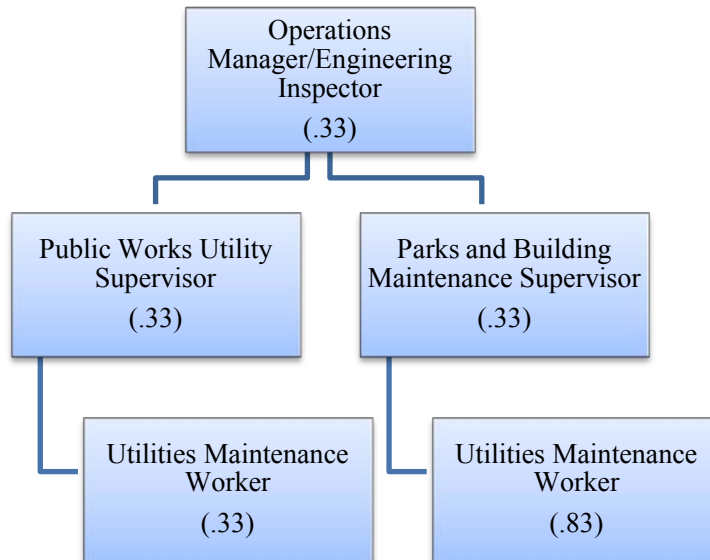 Operations
Manager/Engineering
Inspector
(.33)
Public Works Utility
Supervisor
(.33)
Parks and Building
Maintenance Supervisor
(.33)
Utilities Maintenance
Worker
(.33)
Utilities Maintenance
Worker
(.83)